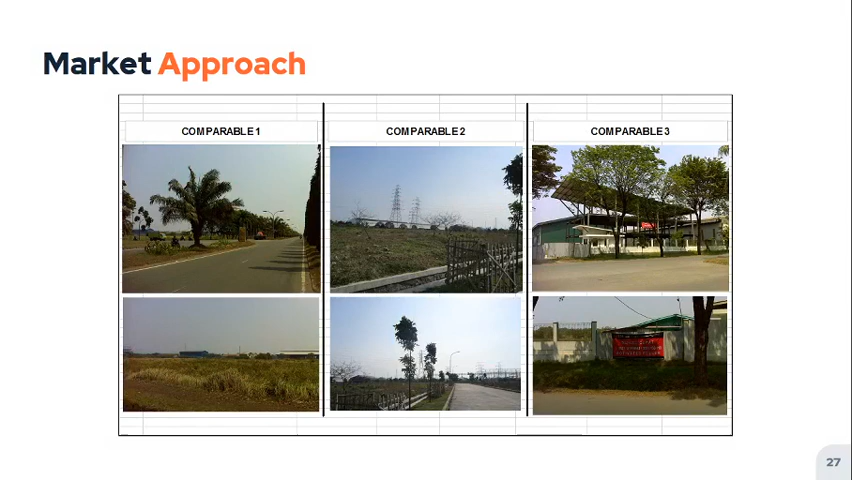 Market Approach
COMPARABLE 1
COMPARABLE 2
COMPARABLE 3
27